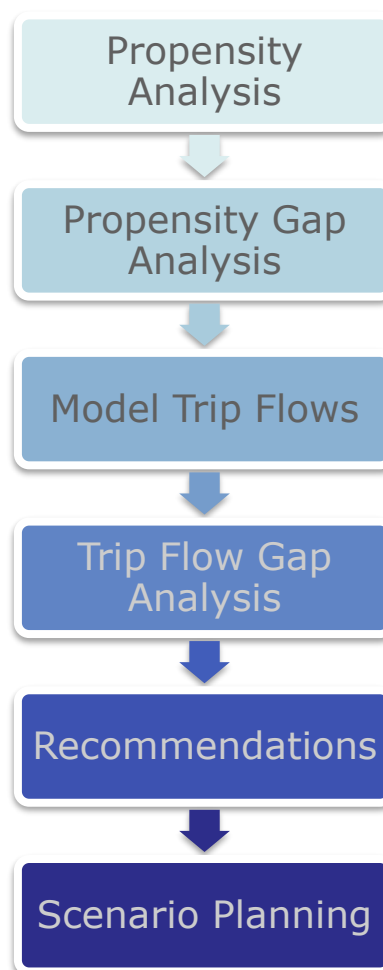 Propensity
Analysis
Propensity Gap
Analysis
Model Trip Flows
Trip Flow Gap
Analysis
Recommendations
Scenario Planning